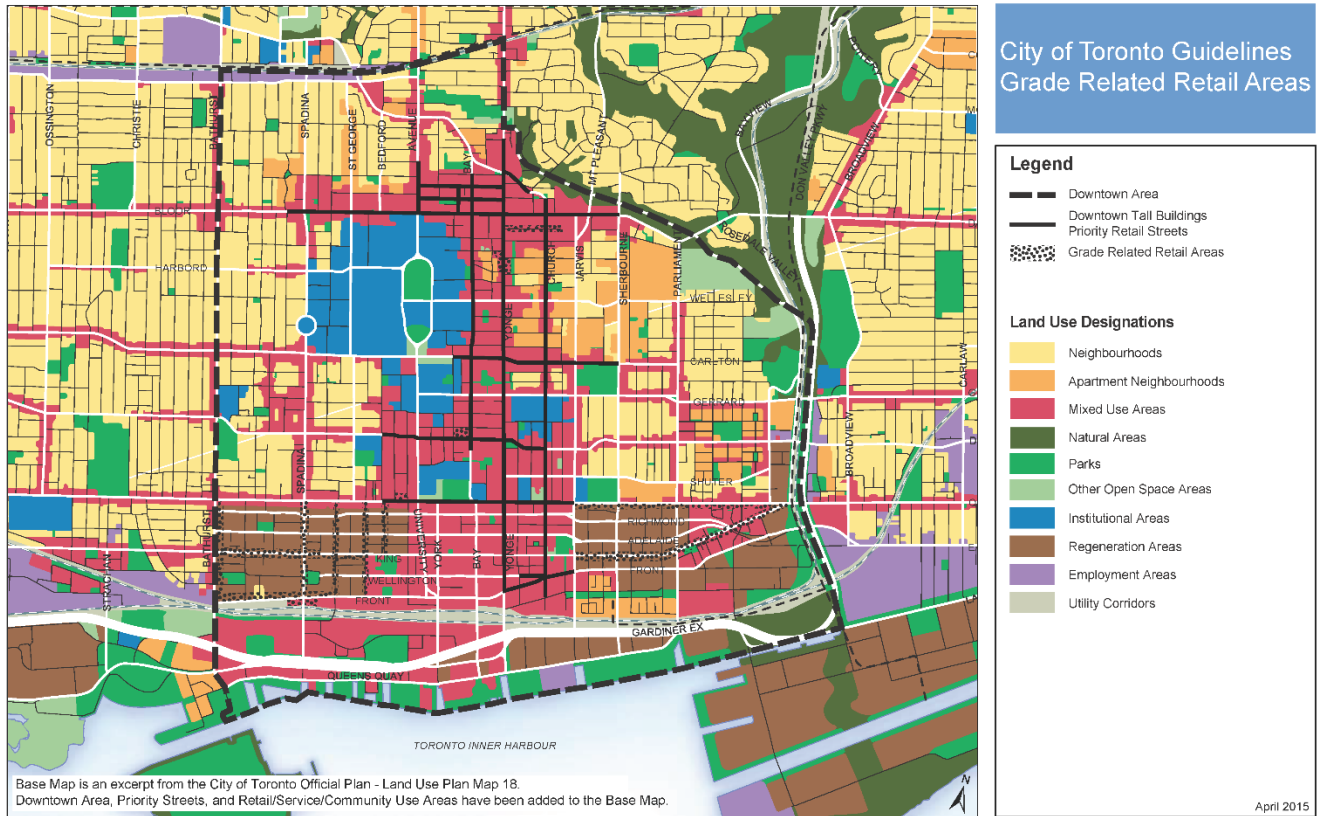 City of Toronto Guidelines
Grade Related Retail Areas
Legend
Downtown Area
Downtown Tall Buildings
Priority Retail Streets
Grade Related Retail Areas
Land Use Designations
Neighbourhoods
Apartment Neighbourhoods
Mixed Use Areas
Natural Areas
Parks
Other Open Space Areas
Institutional Areas
Regeneration Areas
Employment Areas
Utility Corridors
April 2015
OSSINGTON
CHRISTIE
BATHURST
SPADINA
ST GEORGE
BEDFORD
AVENUE
BAY
MT PLEASANT
BAYVIEW
POTTERY
DON VALLEY PKWY
BROADVIEW
BLOOR
HARBORD
CHURCH
JARVIS
SHERBOURNE
PARLIAMENT
ROSEDALE VALLEY
WELLESLEY
YONGE
CARLTON
CARLAW
GERRARD
BROADVIEW
SPADINA
SHUTER
BATHURST
UNIVERSITY
YORK
BAY
YONGE
RICHMOND
ADELAIDE
KING
FRONT
WELLINGTON
FRONT
STRACHAN
GARDINER EX
QUEENS QUAY
TORONTO INNER HARBOUR
N
Base Map is an excerpt from the City of Toronto Official Plan - Land Use Plan Map 18.
Downtown Area, Priority Streets, and Retail/Service/Community Use Areas have been added to the Base Map.